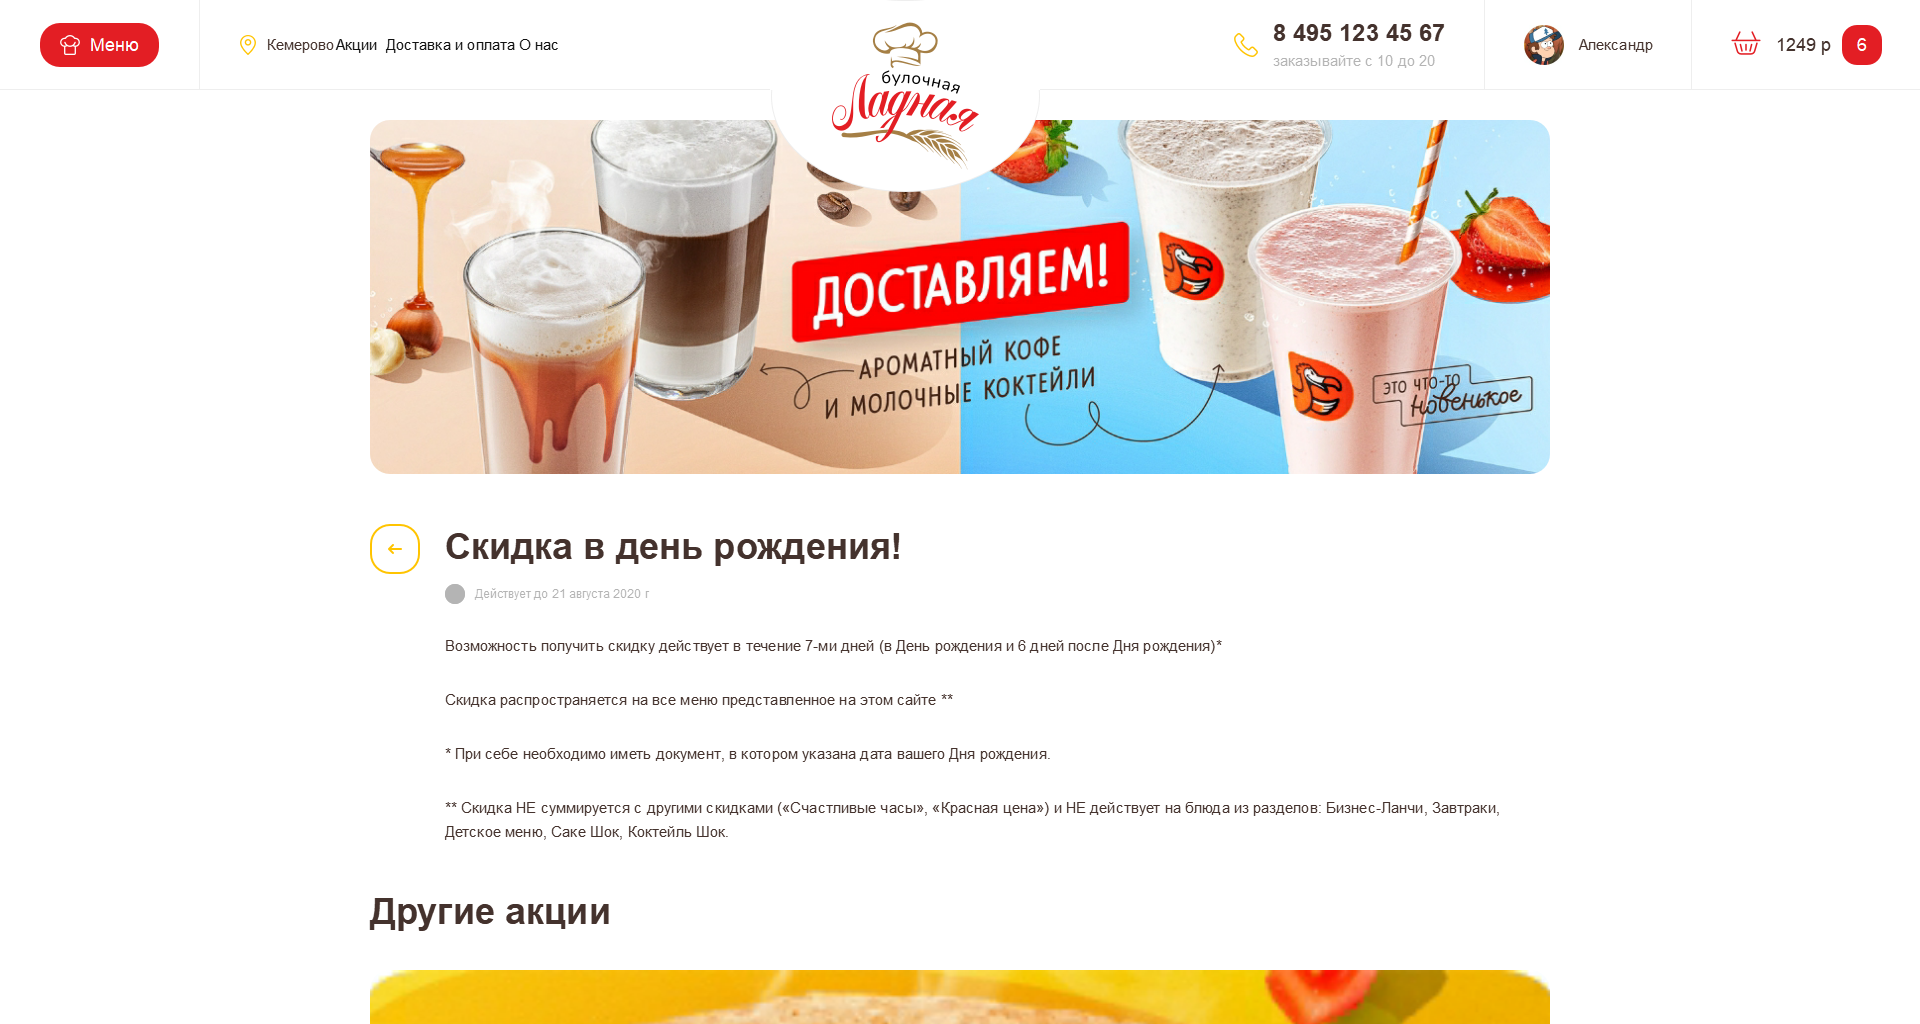 Меню
Кемерово Акции Доставка и оплата О нас
булочная
Ладная
8 495 123 45 67
заказывайте с 10 до 20
Александр
1249 р 6
ДОСТАВЛЯЕМ!
АРОМАТНЫЙ КОФЕ
И МОЛОЧНЫЕ КОКТЕЙЛИ
ЭТО ЧТО-ТО
новенькое
Скидка в день рождения!
Действует до 21 августа 2020 г
Возможность получить скидку действует в течение 7-ми дней (в День рождения и 6 дней после Дня рождения)*
Скидка распространяется на все меню представленное на этом сайте **
* При себе необходимо иметь документ, в котором указана дата вашего Дня рождения.
** Скидка НЕ суммируется с другими скидками («Счастливые часы», «Красная цена») и НЕ действует на блюда из разделов: Бизнес-Ланчи, Завтраки,
Детское меню, Саке Шок, Коктейль Шок.
Другие акции